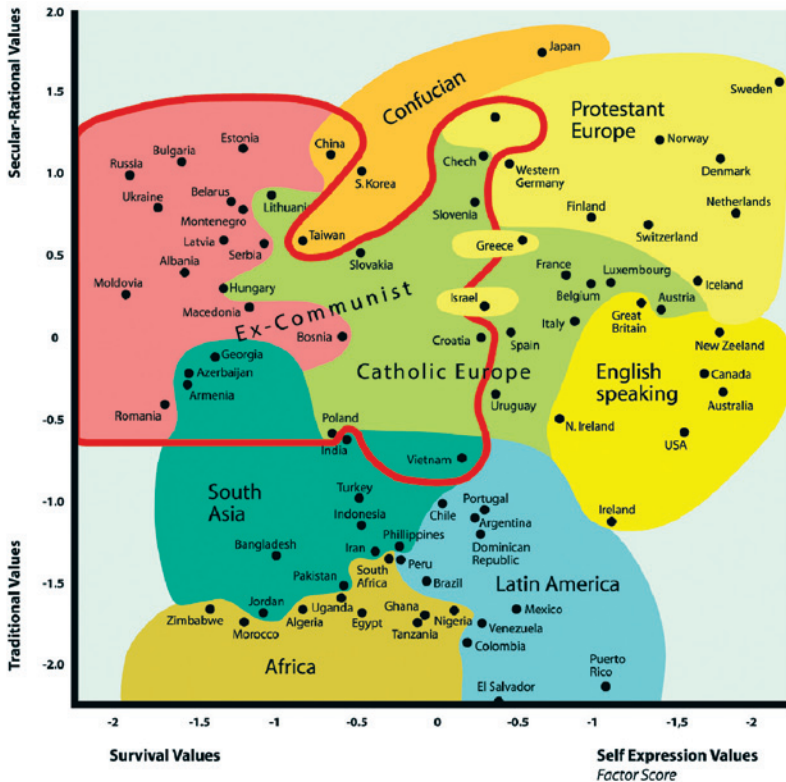 Secular-Rational Values
Traditional Values
2.0
1.5
1.0
0.5
0
-0.5
-1.0
-1.5
-2.0
Japan
Confucian
Sweden
Protestant
Europe
Norway
Denmark
Netherlands
Estonia
Bulgaria
Russia
China
S. Korea
Chech
Western
Germany
Ukraine
Belarus
Lithuanie
Montenegro
Slovenia
Finland
Switzerland
Latvia
Serbia
Taiwan
Slovakia
Greece
Albania
Moldovia
Hungary
France
Luxembourg
Iceland
Belgium
Austria
Macedonia
Ex-Communist
Israel
Great
Britain
Italy
Bosnia
Croatia
Spain
New Zeeland
Georgia
Azerbaijan
Armenia
Catholic Europe
English
speaking
Canada
Australia
Romania
Uruguay
N. Ireland
USA
Poland
India
Vietnam
South
Asia
Turkey
Chile
Portugal
Argentina
Ireland
Indonesia
Dominican
Republic
Bangladesh
Iran
Phillippines
South
Africa
Peru
Brazil
Latin America
Pakistan
Zimbabwe
Jordan
Morocco
Algeria
Uganda
Egypt
Ghana
Tanzania
Nigeria
Mexico
Venezuela
Colombia
Africa
Puerto
Rico
El Salvador
-2
-1.5
-1
-0.5
0
-0.5
-1
-1,5
-2
Survival Values
Self Expression Values
Factor Score